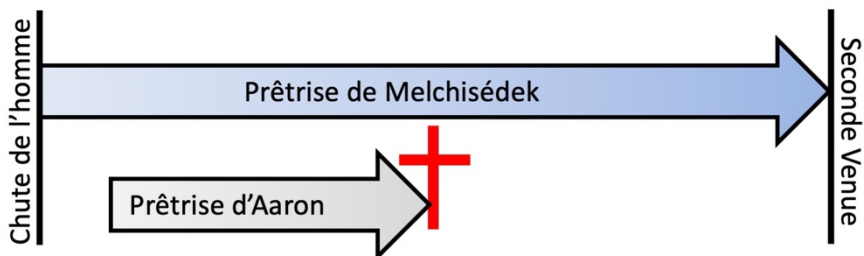 Chute de l’homme
Prêtrise de Melchisédek
Prêtrise d’Aaron
Seconde Venue